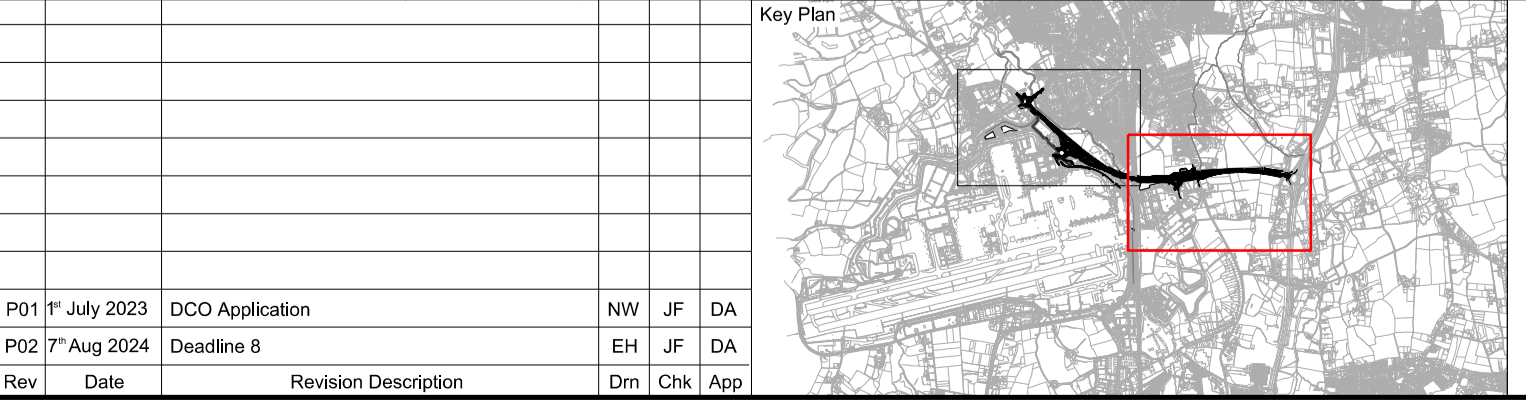 Key Plan
P01 1st July 2023 DCO Application NW JF DA
P02 7th Aug 2024 Deadline 8 EH JF DA
Rev Date Revision Description Drn Chk App